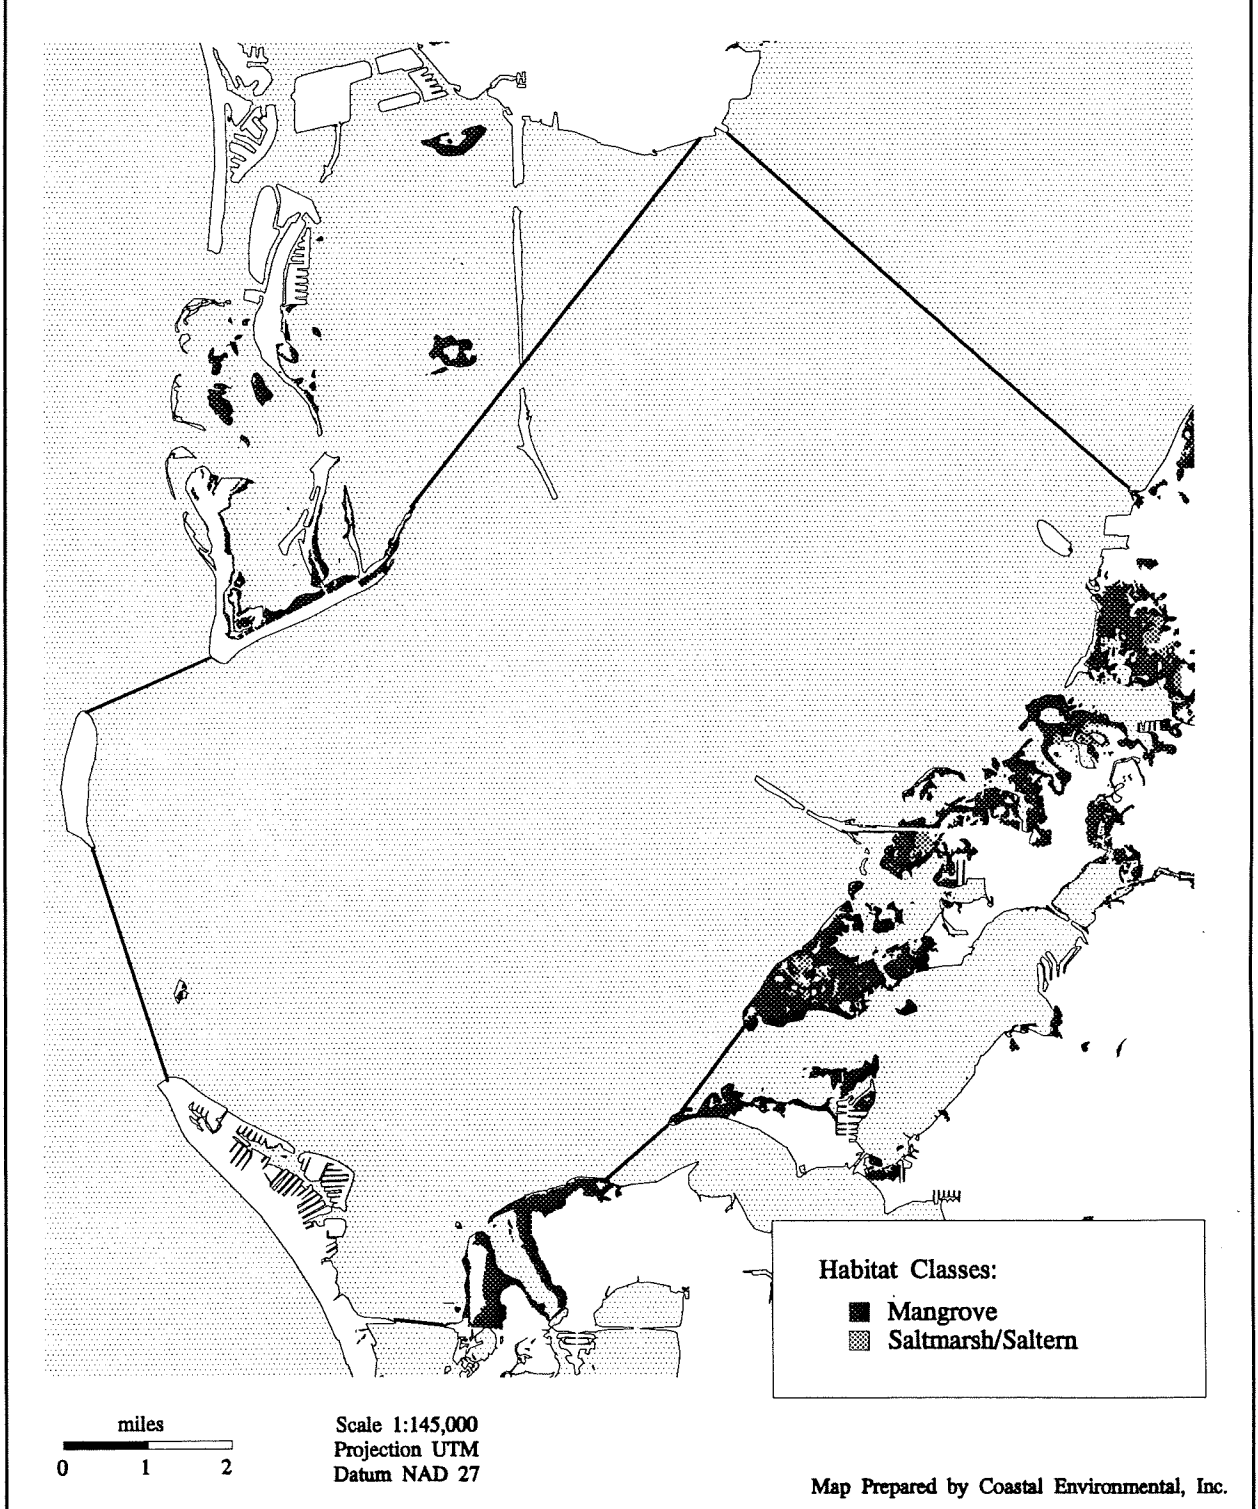 Habitat Classes:
Mangrove
Saltmarsh/Saltern
miles
0 1 2
Scale 1:145,000
Projection UTM
Datum NAD 27
Map Prepared by Coastal Environmental, Inc.